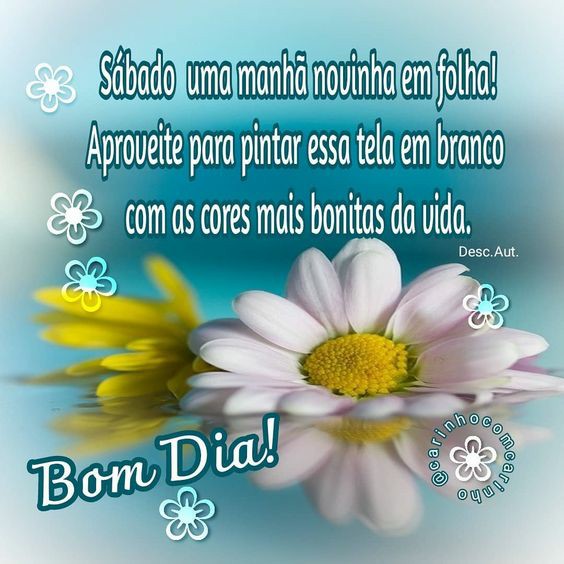 Sábado uma manhã novinha em folha!
Aproveite para pintar essa tela em branco
com as cores mais bonitas da vida.
Desc.Aut.
Bom Dia!
@carinhocomcarinho